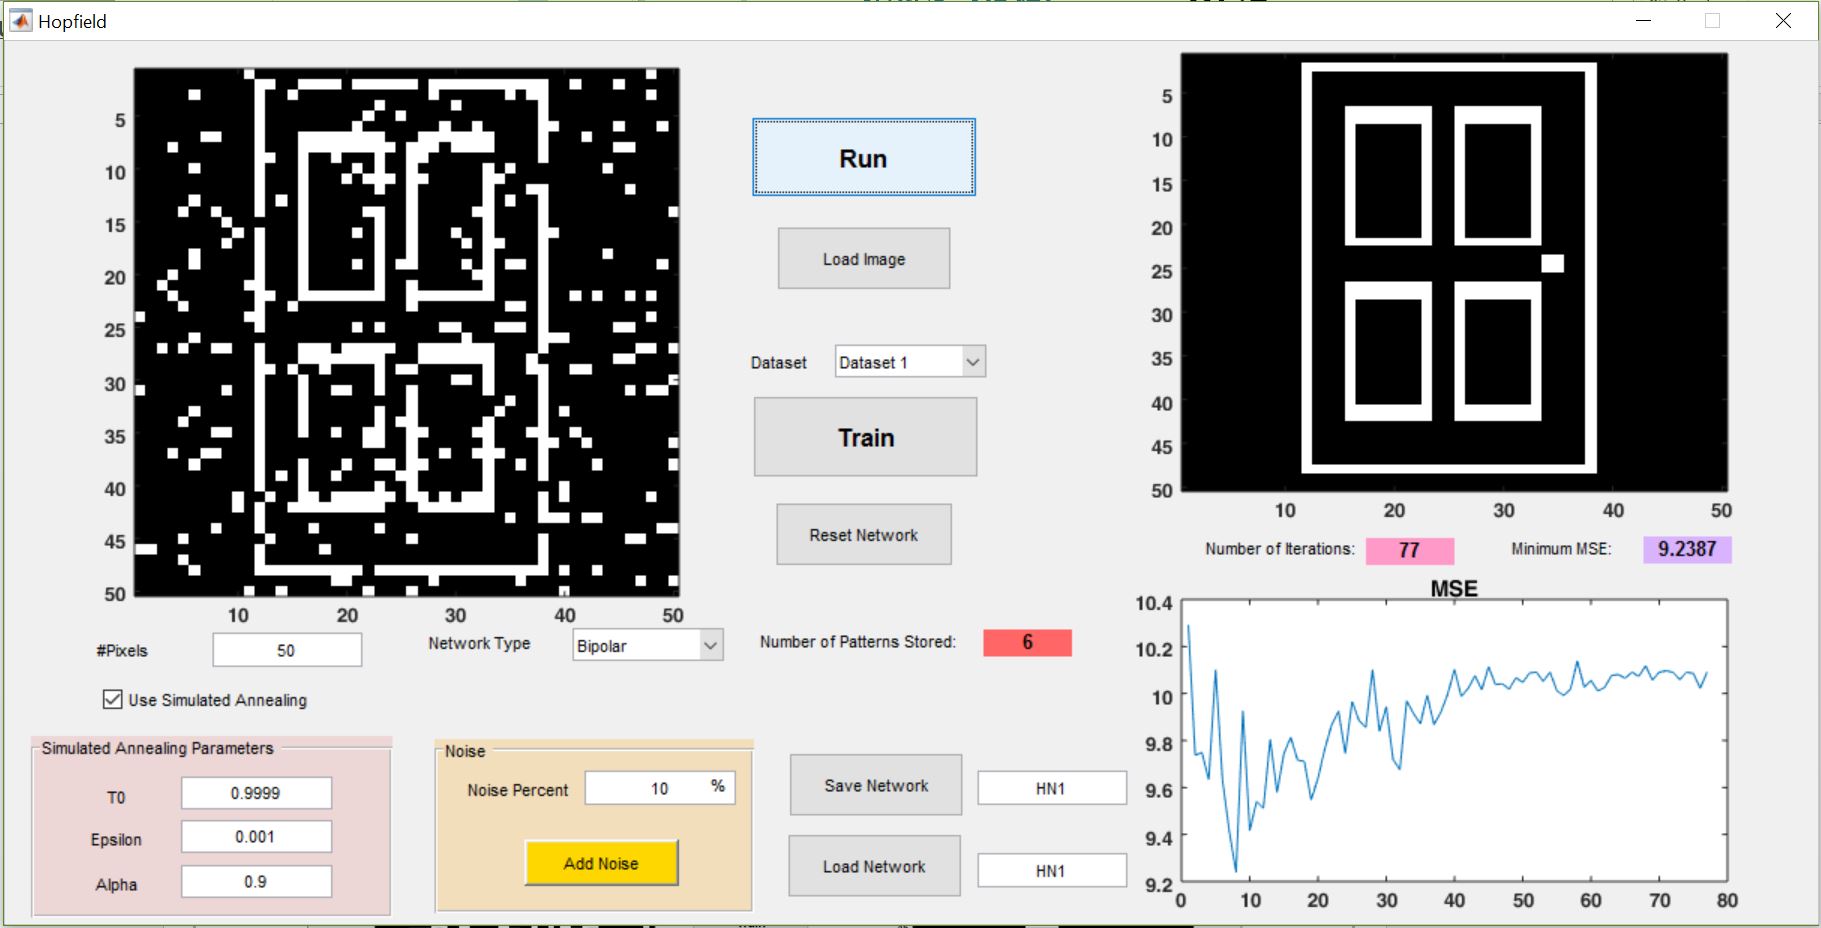 Hopfield
5
10
15
20
25
30
35
40
45
50
10 20 30 40 50
#Pixels 50
Network Type Bipolar
Use Simulated Annealing
Simulated Annealing Parameters
T0 0.9999
Epsilon 0.001
Alpha 0.9
Noise
Noise Percent 10 %
Add Noise
Run
Load Image
Dataset Dataset 1
Train
Reset Network
Number of Patterns Stored: 6
Save Network HN1
Load Network HN1
5
10
15
20
25
30
35
40
45
50
10 20 30 40 50
Number of Iterations: 77 Minimum MSE: 9.2387
MSE
10.4
10.2
10
9.8
9.6
9.4
9.2
0 10 20 30 40 50 60 70 80